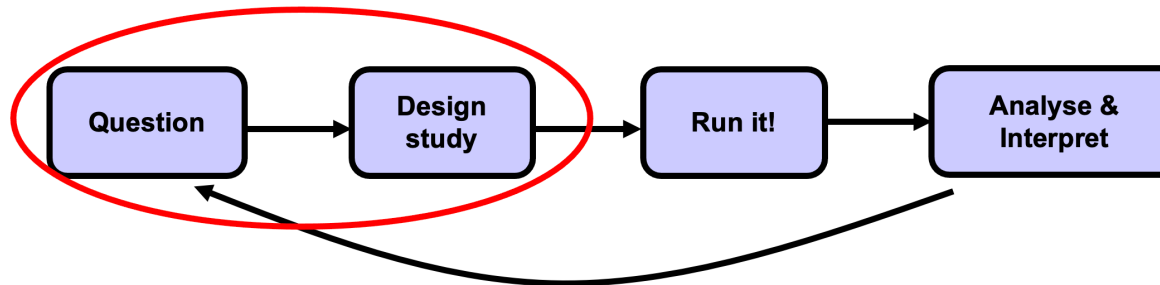 Question
Design
study
Run it!
Analyse &
Interpret